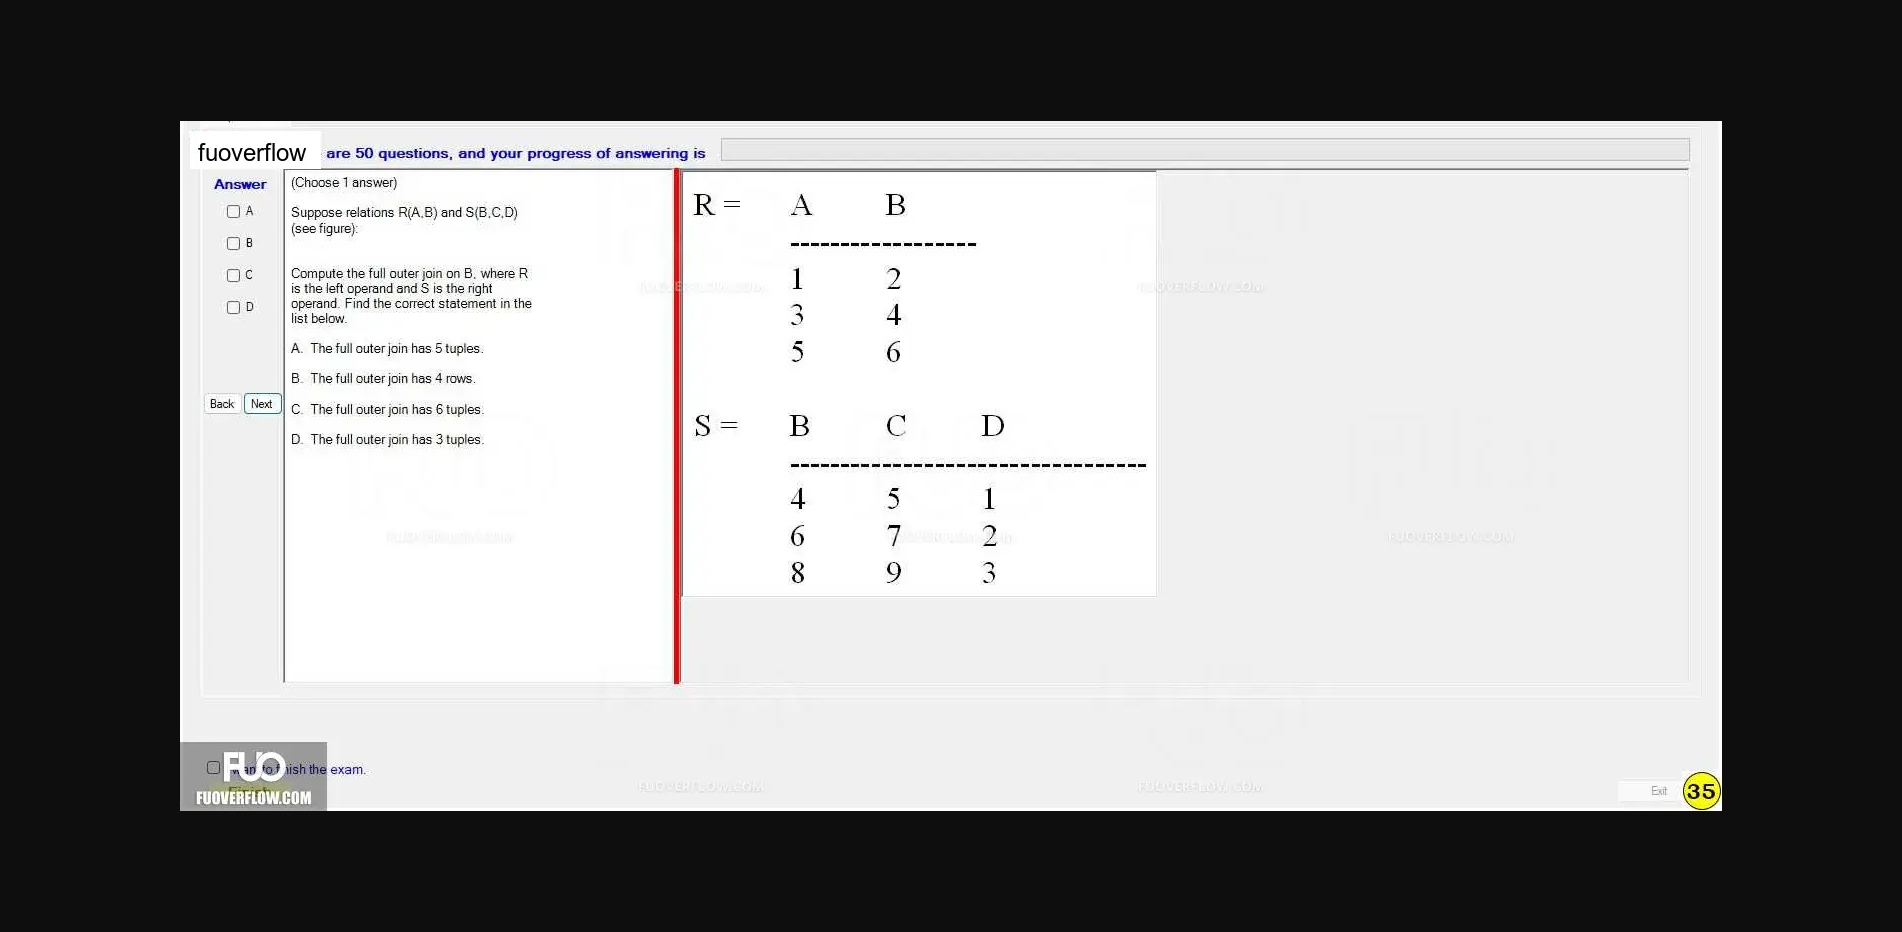 fuoverflow are 50 questions, and your progress of answering is
Answer
A
B
C
D
Back Next
(Choose 1 answer)
Suppose relations R(A,B) and S(B,C,D)
(see figure):
Compute the full outer join on B, where R
is the left operand and S is the right
operand. Find the correct statement in the
list below.
A. The full outer join has 5 tuples.
B. The full outer join has 4 rows.
C. The full outer join has 6 tuples.
D. The full outer join has 3 tuples.
R = A B
------------------
1 2
3 4
5 6
S = B C D
----------------------------------
4 5 1
6 7 2
8 9 3
FUOVERFLOW.COM
FUOVERFLOW.COM
FUOVERFLOW.COM
FUOVERFLOW.COM
FUOVERFLOW.COM
FUO
want to finish the exam.
Finish
FUOVERFLOW.COM
FUOVERFLOW.COM
FUOVERFLOW.COM
Exit
35